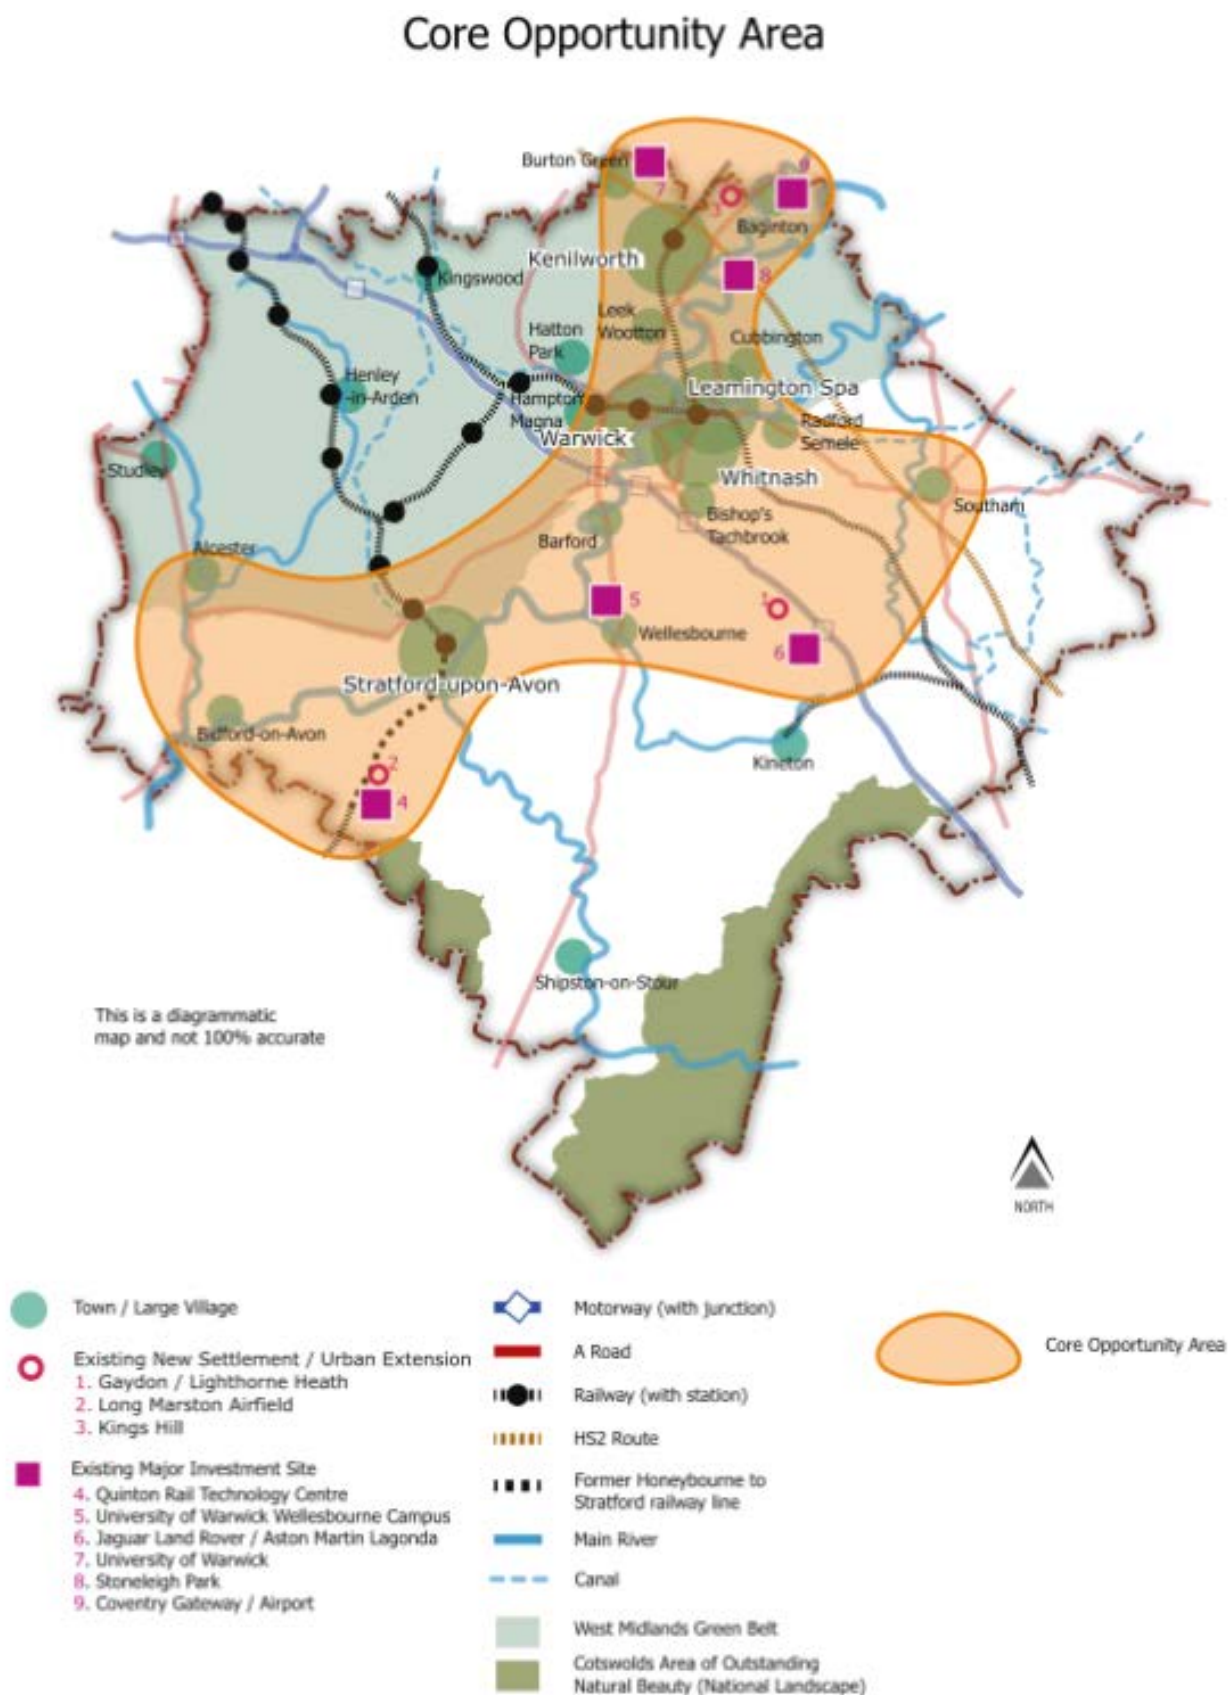 Core Opportunity Area
Burton Green
7
3
9
Baginton
Kenilworth
8
Kingswood
Leek
Wootton
Hatton
Park
Cubbington
Henley
-in-Arden
Leamington Spa
Hampton
Magna
Radford
Semele
Warwick
Studley
Whitnash
Southam
Bishop's
Tachbrook
Barford
Alcester
5
1
Wellesbourne
6
Stratford-upon-Avon
Bidford-on-Avon
Kineton
2
4
Shipston-on-Stour
This is a diagrammatic
map and not 100% accurate
NORTH
Town / Large Village
Existing New Settlement / Urban Extension
1. Gaydon / Lighthorne Heath
2. Long Marston Airfield
3. Kings Hill
Existing Major Investment Site
4. Quinton Rail Technology Centre
5. University of Warwick Wellesbourne Campus
6. Jaguar Land Rover / Aston Martin Lagonda
7. University of Warwick
8. Stoneleigh Park
9. Coventry Gateway / Airport
Motorway (with junction)
A Road
Railway (with station)
HS2 Route
Former Honeybourne to
Stratford railway line
Main River
Canal
West Midlands Green Belt
Cotswolds Area of Outstanding
Natural Beauty (National Landscape)
Core Opportunity Area